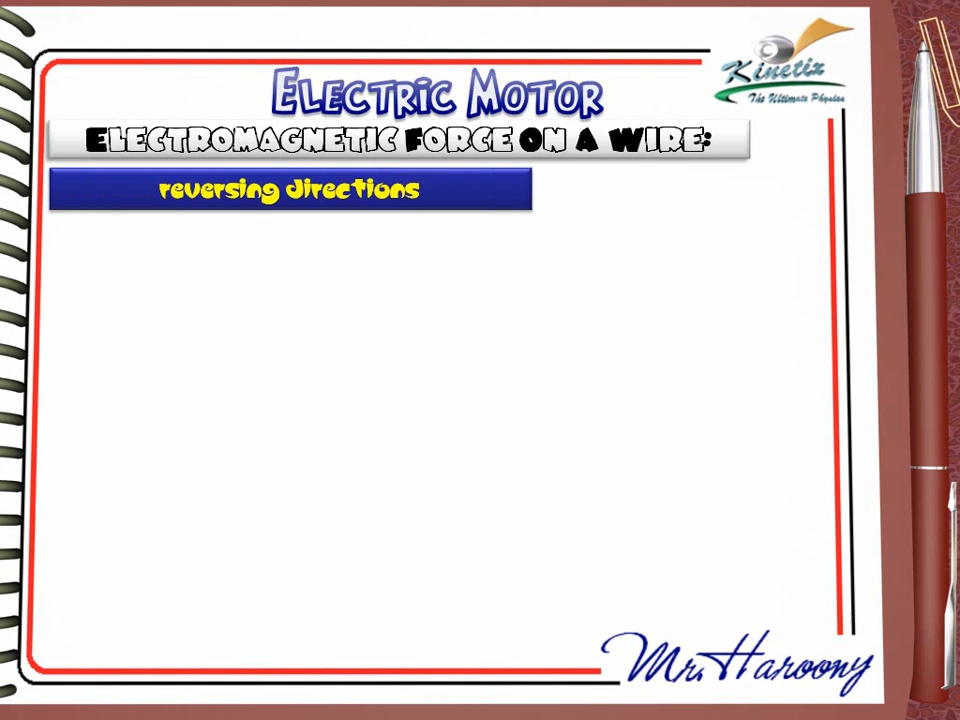 Electric Motor
Kinetix
The Ultimate Physics
Electromagnetic Force On A Wire:
reversing directions
Mr. Haroony